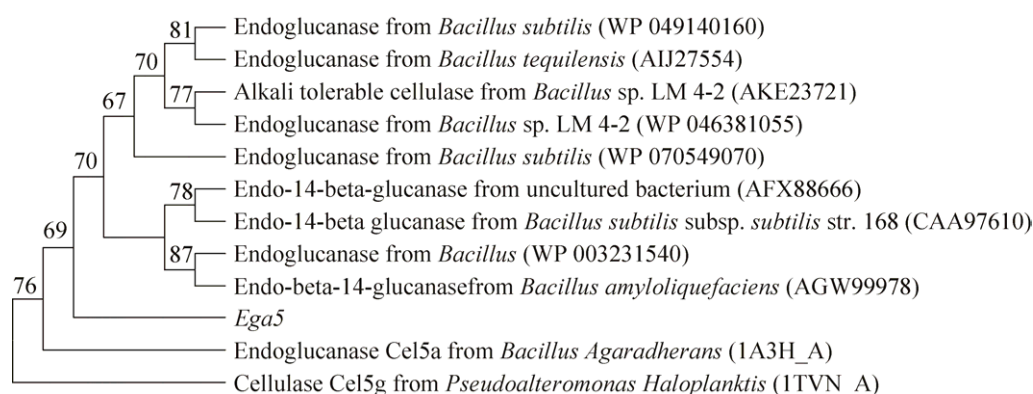 81
Endoglucanase from Bacillus subtilis (WP 049140160)
70
Endoglucanase from Bacillus tequilensis (AIJ27554)
77
Alkali tolerable cellulase from Bacillus sp. LM 4-2 (AKE23721)
67
Endoglucanase from Bacillus sp. LM 4-2 (WP 046381055)
70
Endoglucanase from Bacillus subtilis (WP 070549070)
78
Endo-14-beta-glucanase from uncultured bacterium (AFX88666)
69
Endo-14-beta glucanase from Bacillus subtilis subsp. subtilis str. 168 (CAA97610)
87
Endoglucanase from Bacillus (WP 003231540)
76
Endo-beta-14-glucanasefrom Bacillus amyloliquefaciens (AGW99978)
Ega5
Endoglucanase Cel5a from Bacillus Agaradherans (1A3H_A)
Cellulase Cel5g from Pseudoalteromonas Haloplanktis (1TVN_A)